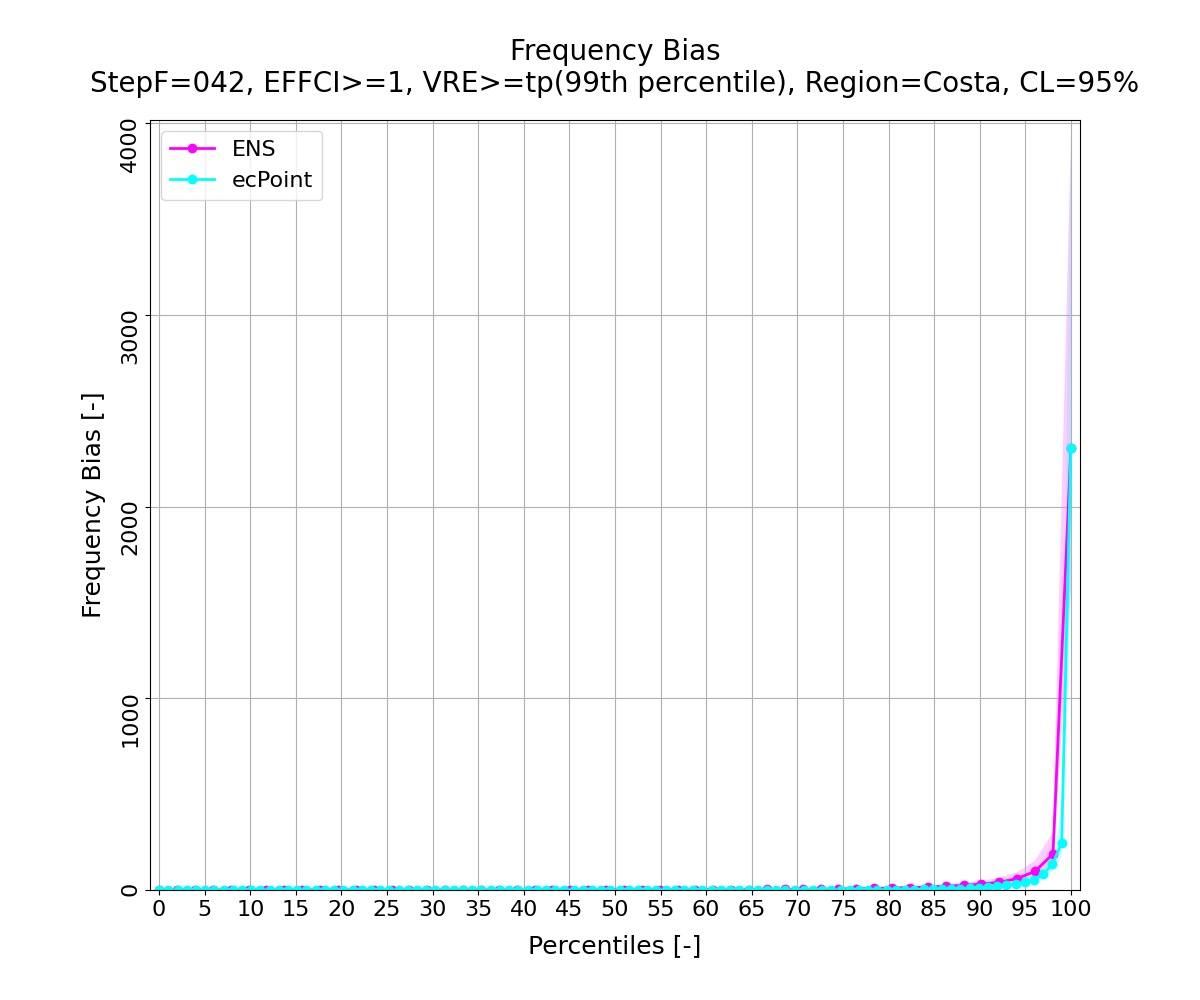 Frequency Bias
StepF=042, EFFCI>=1, VRE>=tp(99th percentile), Region=Costa, CL=95%
ENS
ecPoint
4000
3000
2000
1000
0
Frequency Bias [-]
0 5 10 15 20 25 30 35 40 45 50 55 60 65 70 75 80 85 90 95 100
Percentiles [-]